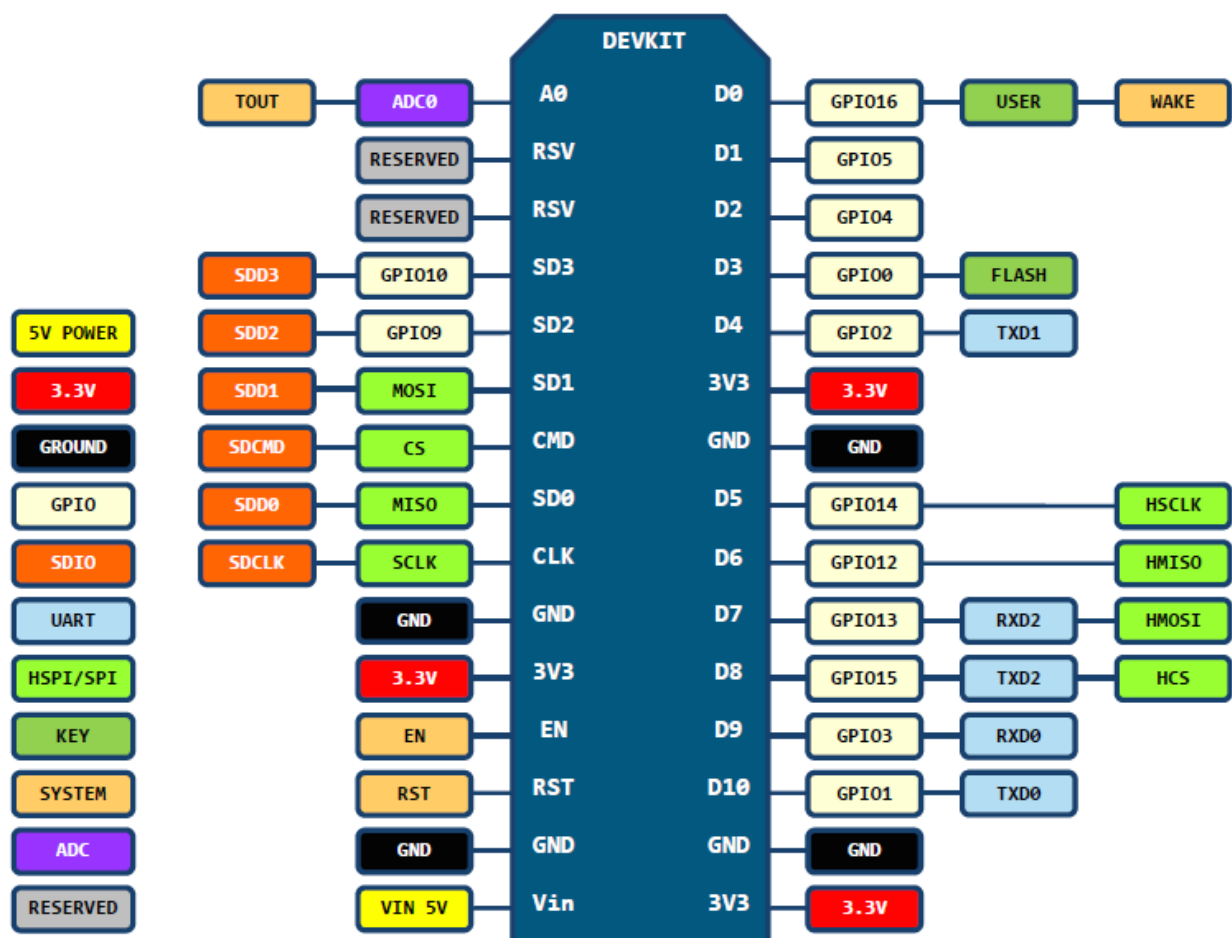 DEVKIT
TOUT ADC0 A0 D0 GPIO16 USER WAKE
RESERVED RSV D1 GPIO5
RESERVED RSV D2 GPIO4
SDD3 GPIO10 SD3 D3 GPIO0 FLASH
5V POWER SDD2 GPIO9 SD2 D4 GPIO2 TXD1
3.3V SDD1 MOSI SD1 3V3 3.3V
GROUND SDCMD CS CMD GND GND
GPIO SDD0 MISO SD0 D5 GPIO14 HSCLK
SDIO SDCLK SCLK CLK D6 GPIO12 HMISO
UART GND GND D7 GPIO13 RXD2 HMOSI
HSPI/SPI 3.3V 3V3 D8 GPIO15 TXD2 HCS
KEY EN EN D9 GPIO3 RXD0
SYSTEM RST RST D10 GPIO1 TXD0
ADC GND GND GND GND
RESERVED VIN 5V Vin 3V3 3.3V